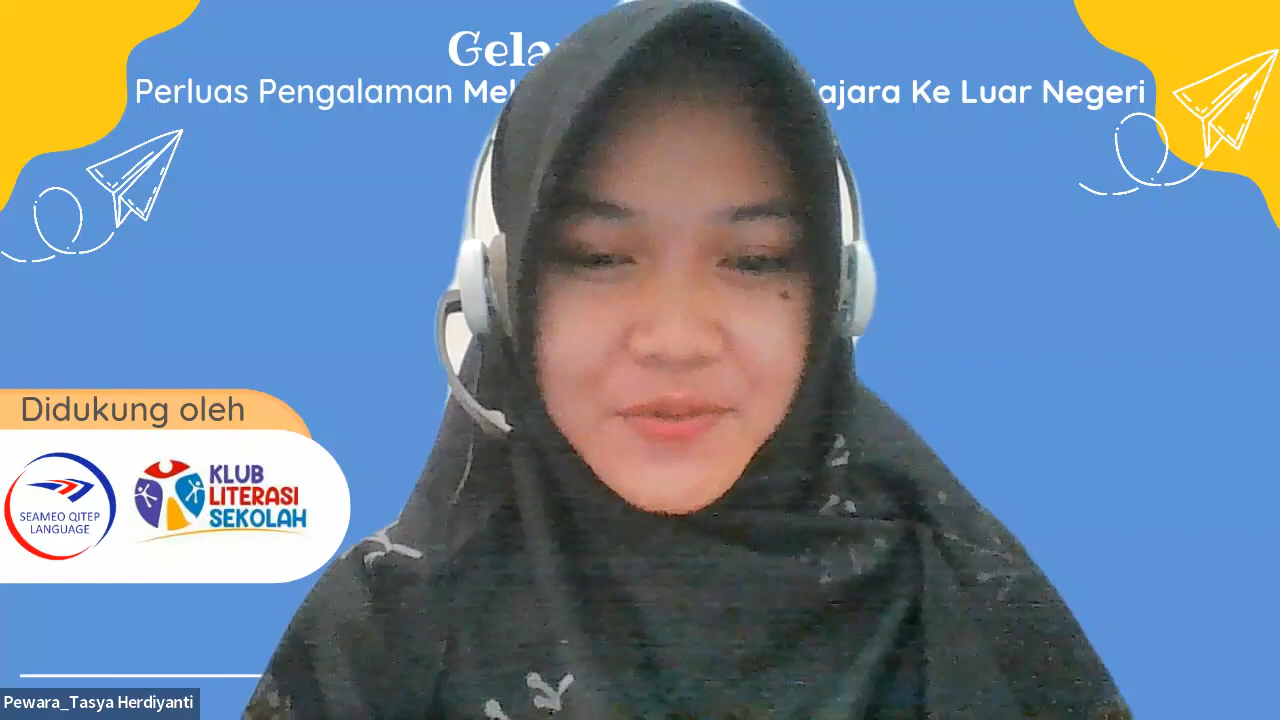 Gela
Perluas Pengalaman Mel ajara Ke Luar Negeri
Didukung oleh
SEAMEO QITEP
LANGUAGE
KLUB
LITERASI
SEKOLAH
Pewara_Tasya Herdiyanti